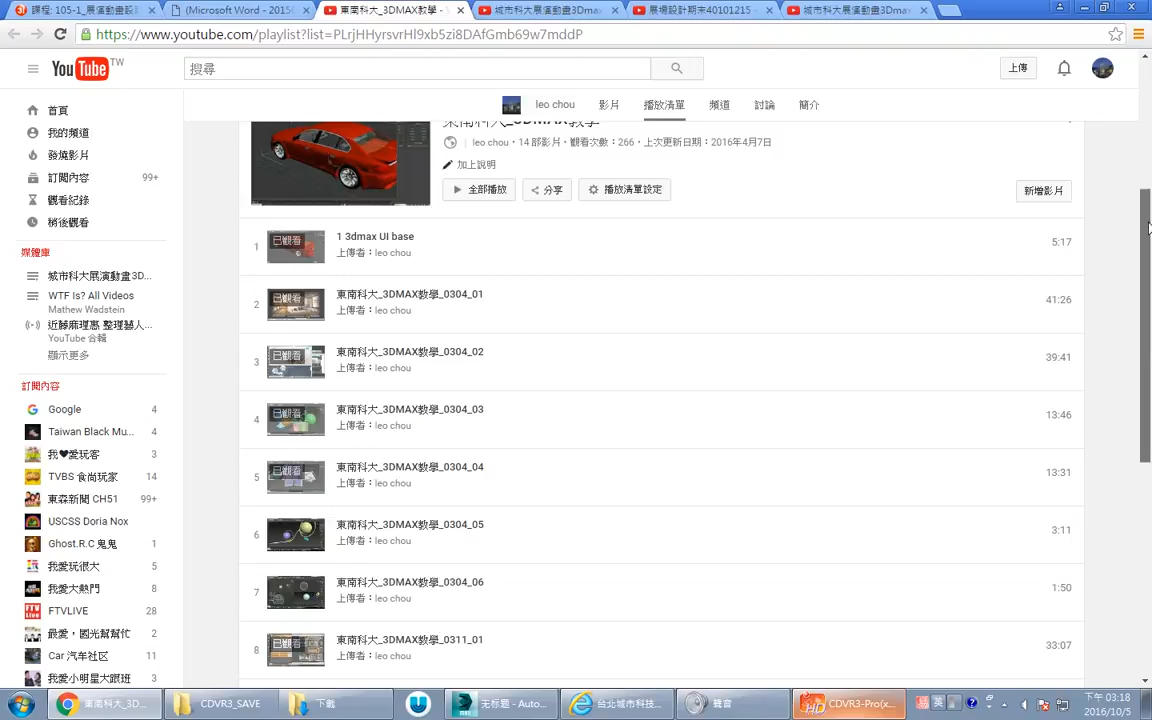 課程: 105-1_展演動畫設
(Microsoft Word - 2015
東南科大_3DMAX教學 -
城市科大展演動畫3Dmax
展場設計期末40101215 -
城市科大展演動畫3Dmax
https://www.youtube.com/playlist?list=PLrjHHyrsvrHl9xb5zi8DAfGmb69w7mddP
YouTube TW
搜尋
上傳
leo chou
影片
播放清單
頻道
討論
簡介
首頁
我的頻道
發燒影片
訂閱內容 99+
觀看紀錄
稍後觀看
媒體庫
城市科大展演動畫3D...
WTF Is? All Videos
Mathew Wadstein
近藤麻理惠 整理藝人...
YouTube 合輯
顯示更多
訂閱內容
Google 4
Taiwan Black Mu... 4
我❤愛玩客 3
TVBS 食尚玩家 14
東森新聞 CH51 99+
USCSS Doria Nox
Ghost.R.C 鬼鬼 1
我愛玩很大 5
我愛大熱門 8
FTVLIVE 28
最愛，國光幫幫忙 2
Car 汽车社区 11
我愛小明星大跟班 5
東南科大_3DMAX教學
leo chou • 14 部影片 • 觀看次數：266 • 上次更新日期：2016年4月7日
加上說明
全部播放
分享
播放清單設定
新增影片
1 已觀看 1 3dmax UI base 5:17
上傳者：leo chou
2 已觀看 東南科大_3DMAX教學_0304_01 41:26
上傳者：leo chou
3 已觀看 東南科大_3DMAX教學_0304_02 39:41
上傳者：leo chou
4 已觀看 東南科大_3DMAX教學_0304_03 13:46
上傳者：leo chou
5 已觀看 東南科大_3DMAX教學_0304_04 13:31
上傳者：leo chou
6 東南科大_3DMAX教學_0304_05 3:11
上傳者：leo chou
7 東南科大_3DMAX教學_0304_06 1:50
上傳者：leo chou
8 已觀看 東南科大_3DMAX教學_0311_01 33:07
上傳者：leo chou
東南科大_3D...
CDVR3_SAVE
下載
无标题 - Auto...
台北城市科技...
聲音
CDVR3-Pro(x...
英
下午 03:18
2016/10/5